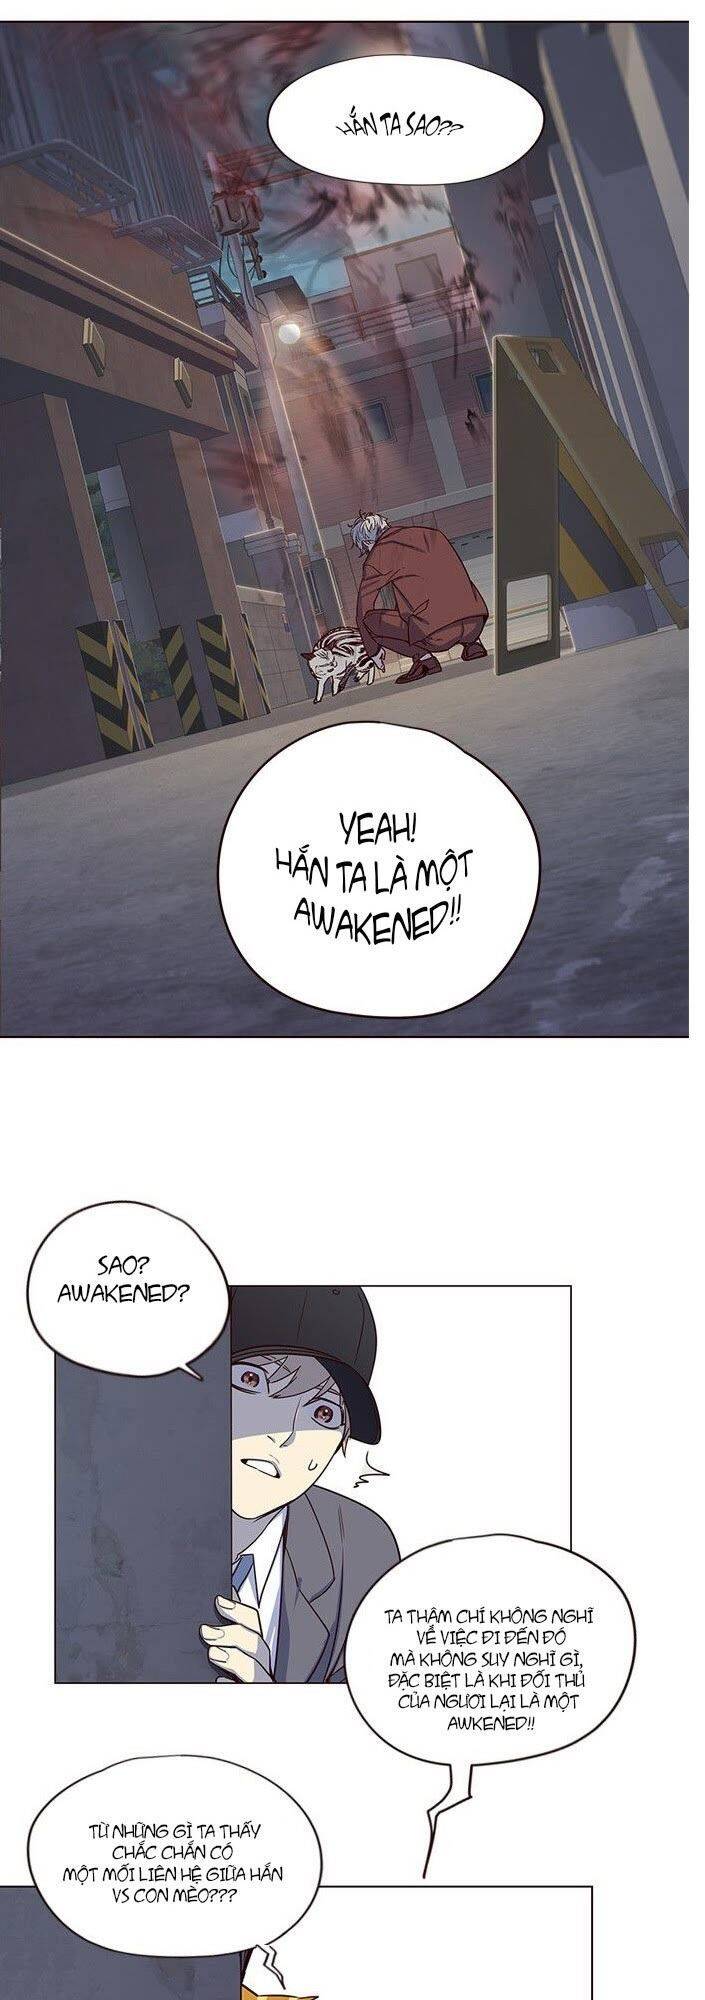 HẮN TA SAO??
YEAH!
HẮN TA LÀ MỘT
AWAKENED!!
SAO?
AWAKENED?
TA THẬM CHÍ KHÔNG NGHĨ
VỀ VIỆC ĐI ĐẾN ĐÓ
MÀ KHÔNG SUY NGHĨ GÌ,
ĐẶC BIỆT LÀ KHI ĐỐI THỦ
CỦA NGƯƠI LẠI LÀ MỘT
AWKENED!!
TỪ NHỮNG GÌ TA THẤY
CHẮC CHẮN CÓ
MỘT MỐI LIÊN HỆ GIỮA HẮN
VS CON MÈO???